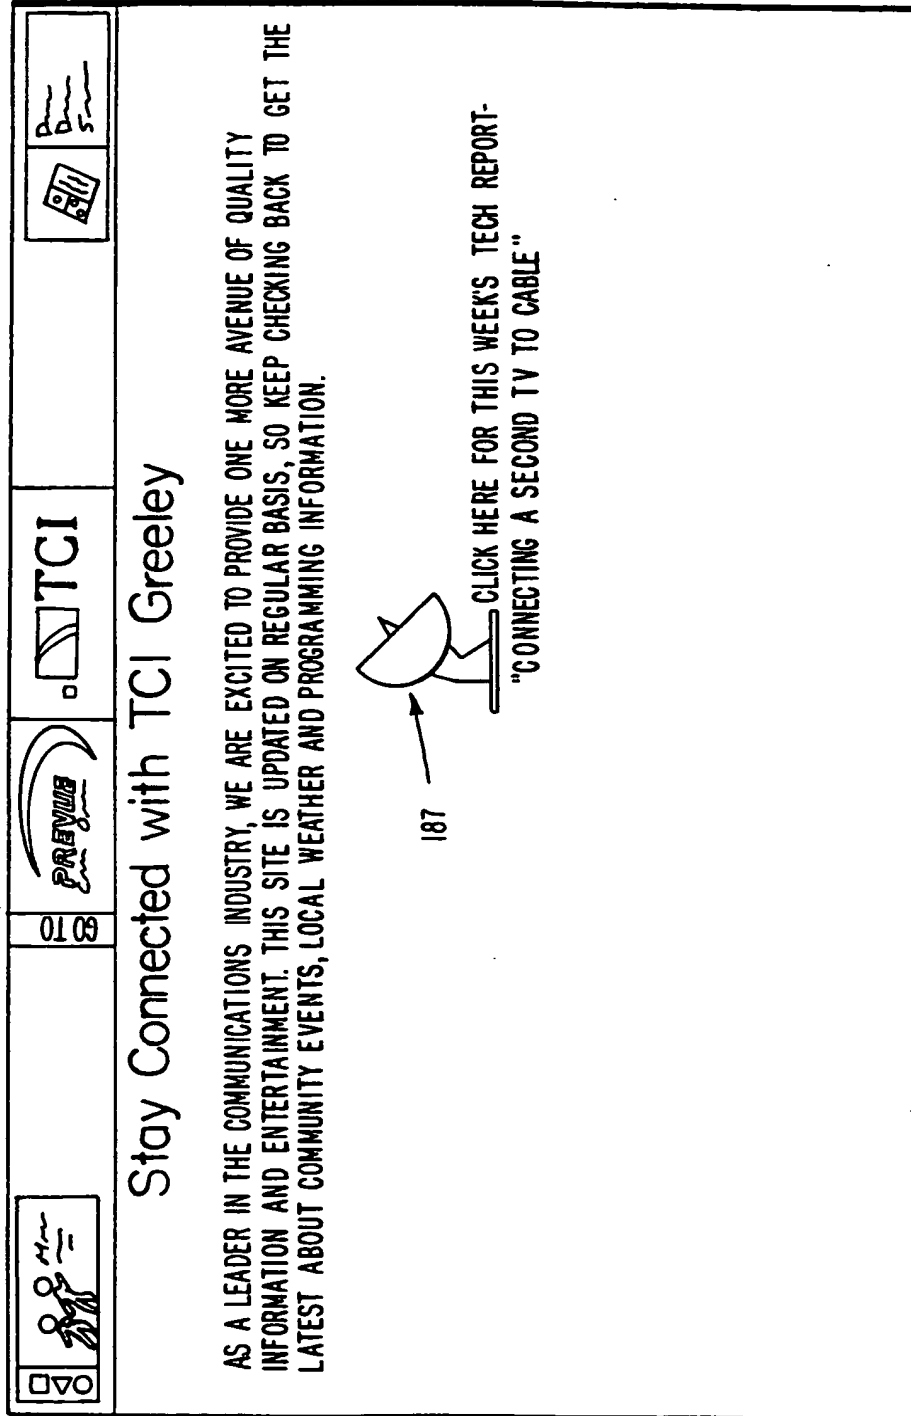 GO TO
PREVUE
TCI
Stay Connected with TCI Greeley
AS A LEADER IN THE COMMUNICATIONS INDUSTRY, WE ARE EXCITED TO PROVIDE ONE MORE AVENUE OF QUALITY
INFORMATION AND ENTERTAINMENT. THIS SITE IS UPDATED ON REGULAR BASIS, SO KEEP CHECKING BACK TO GET THE
LATEST ABOUT COMMUNITY EVENTS, LOCAL WEATHER AND PROGRAMMING INFORMATION.
187
CLICK HERE FOR THIS WEEK'S TECH REPORT-
"CONNECTING A SECOND TV TO CABLE"